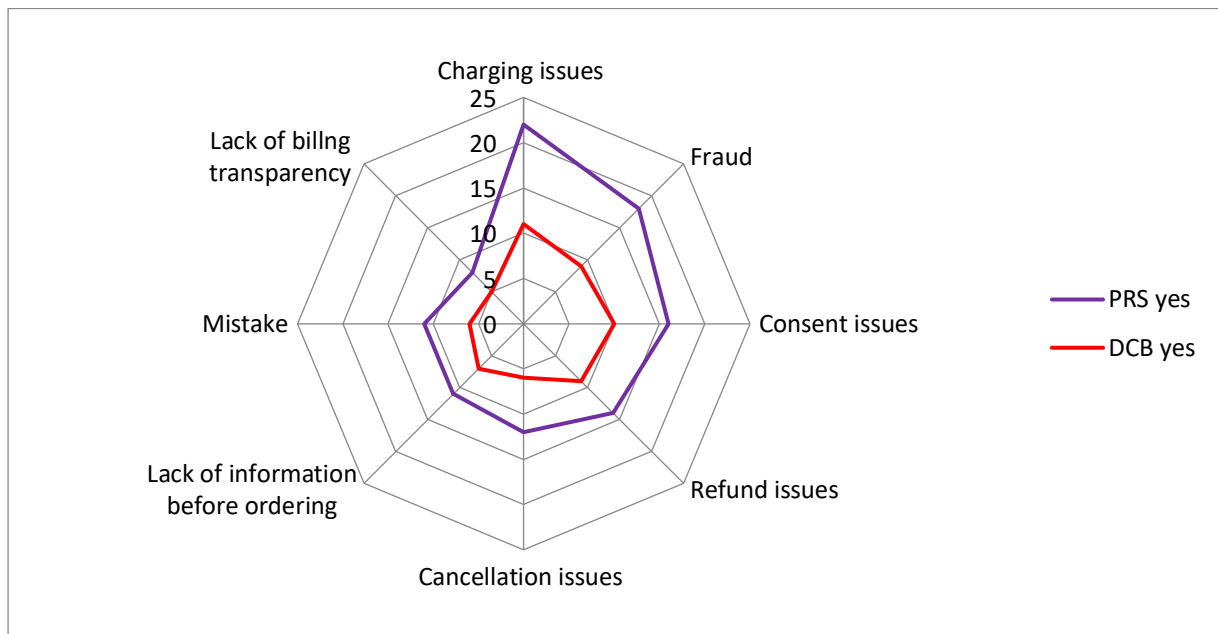 Charging issues
25
20
15
10
5
0
Fraud
Consent issues
Refund issues
Cancellation issues
Lack of information
before ordering
Mistake
Lack of billng
transparency
PRS yes
DCB yes